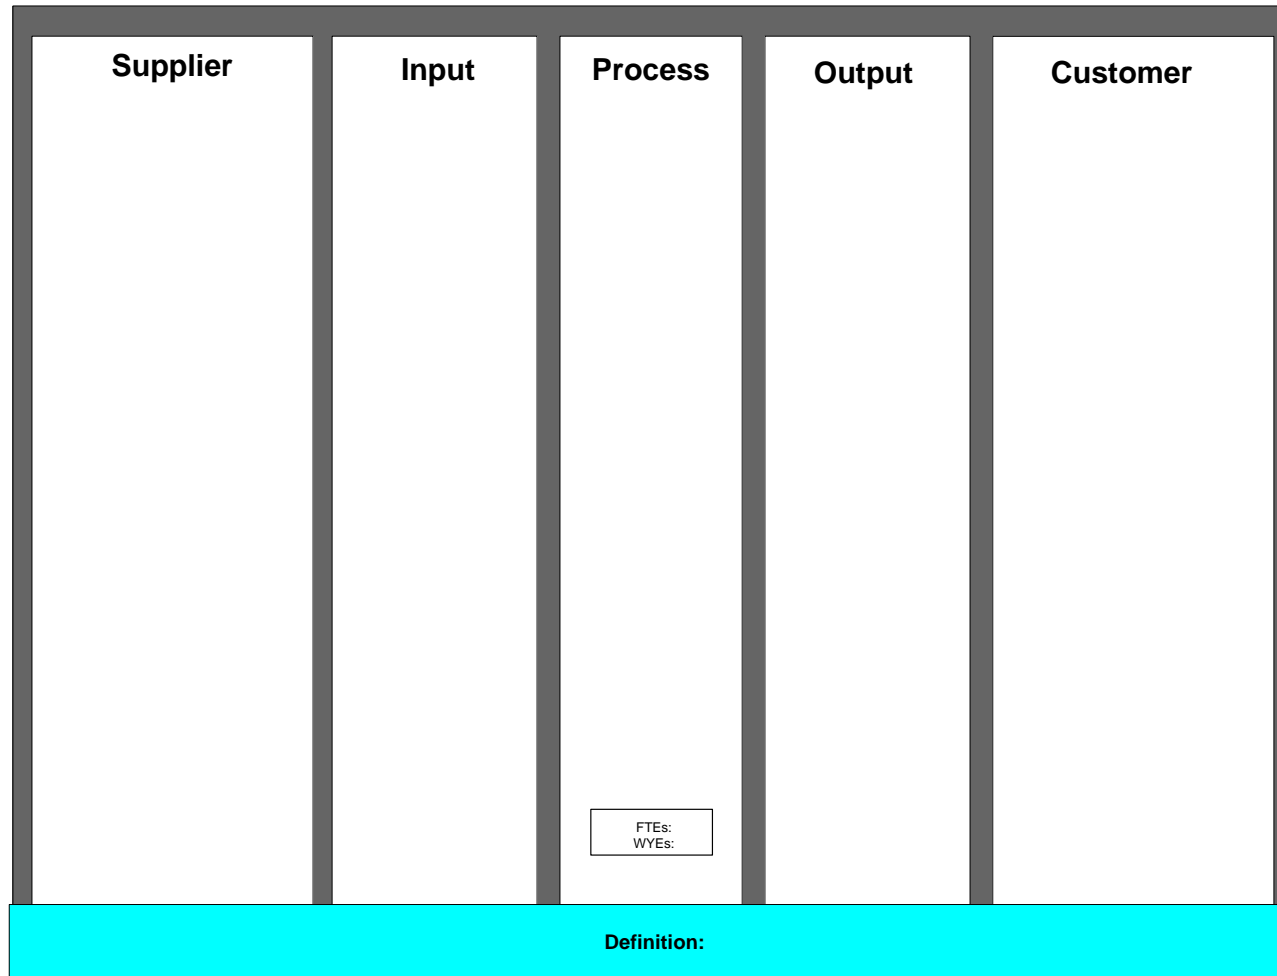 Supplier
Input
Process
Output
Customer
FTEs:
WYEs:
Definition: